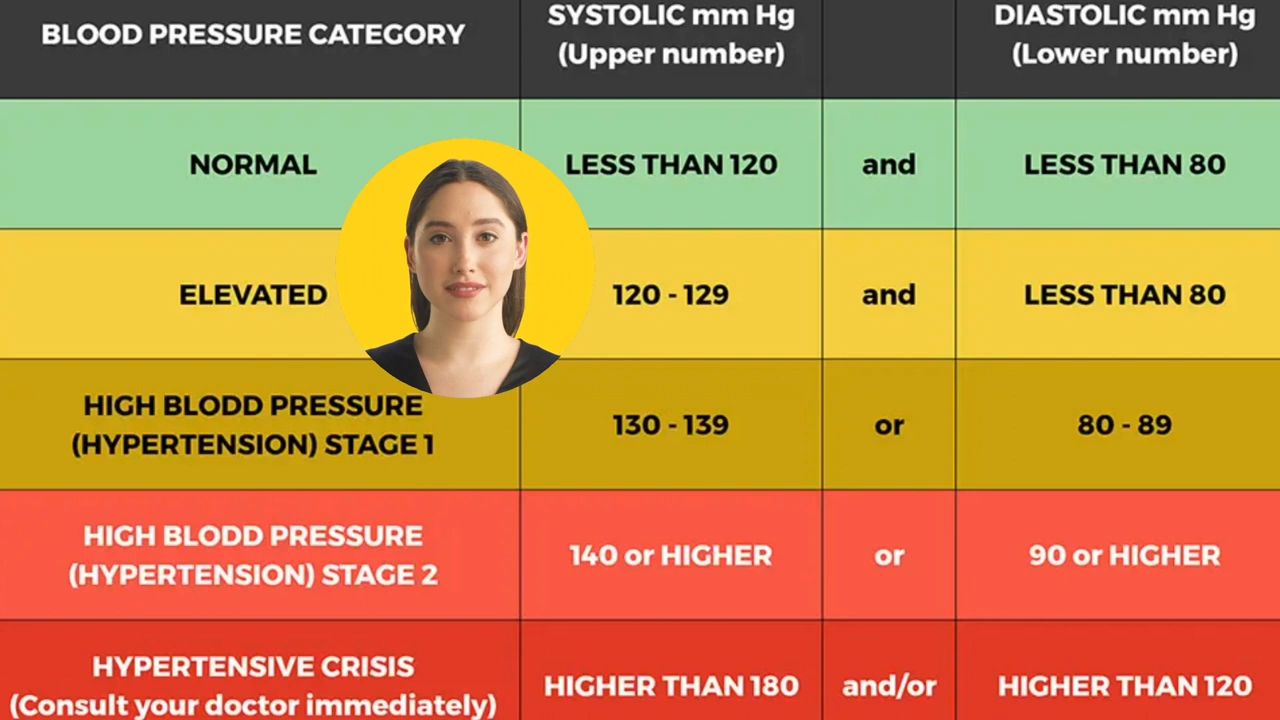 BLOOD PRESSURE CATEGORY
SYSTOLIC mm Hg
(Upper number)
DIASTOLIC mm Hg
(Lower number)
NORMAL
LESS THAN 120
and
LESS THAN 80
ELEVATED
120 - 129
and
LESS THAN 80
HIGH BLODD PRESSURE
(HYPERTENSION) STAGE 1
130 - 139
or
80 - 89
HIGH BLODD PRESSURE
(HYPERTENSION) STAGE 2
140 or HIGHER
or
90 or HIGHER
HYPERTENSIVE CRISIS
(Consult your doctor immediately)
HIGHER THAN 180
and/or
HIGHER THAN 120